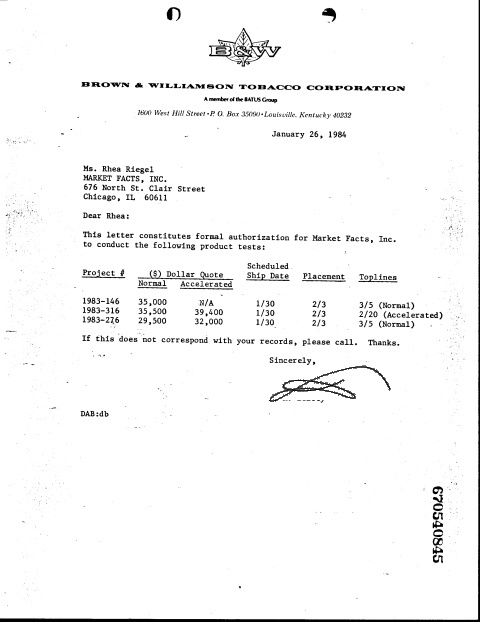 B&W
BROWN & WILLIAMSON TOBACCO CORPORATION
A member of the BATUS Group
1600 West Hill Street • P. O. Box 35090 • Louisville, Kentucky 40232
January 26, 1984
Ms. Rhea Riegel
MARKET FACTS, INC.
676 North St. Clair Street
Chicago, IL 60611
Dear Rhea:
This letter constitutes formal authorization for Market Facts, Inc.
to conduct the following product tests:
Scheduled
Project # ($) Dollar Quote Ship Date Placement Toplines
Normal Accelerated
1983-146 35,000 N/A 1/30 2/3 3/5 (Normal)
1983-316 35,500 39,400 1/30 2/3 2/20 (Accelerated)
1983-276 29,500 32,000 1/30 2/3 3/5 (Normal)
If this does not correspond with your records, please call. Thanks.
Sincerely,
DAB:db
670540845